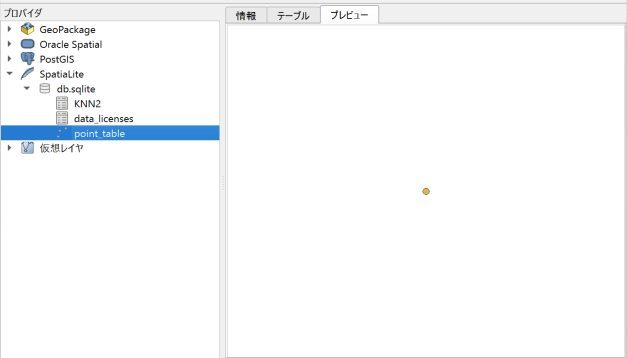 プロバイダ
GeoPackage
Oracle Spatial
PostGIS
SpatiaLite
db.sqlite
KNN2
data_licenses
point_table
仮想レイヤ
情報 テーブル プレビュー